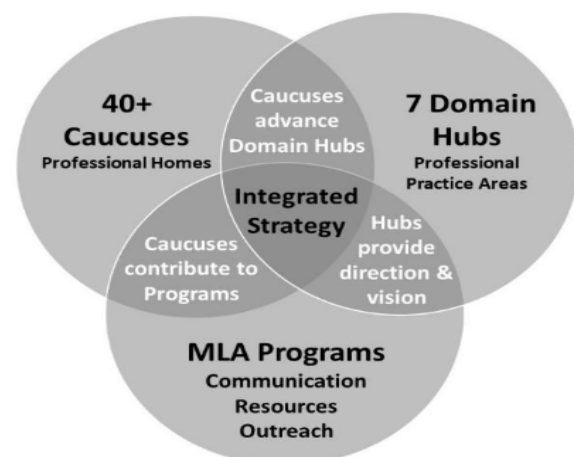 40+
Caucuses
Professional Homes
Caucuses
advance
Domain Hubs
7 Domain
Hubs
Professional
Practice Areas
Integrated
Strategy
Caucuses
contribute to
Programs
Hubs
provide
direction &
vision
MLA Programs
Communication
Resources
Outreach